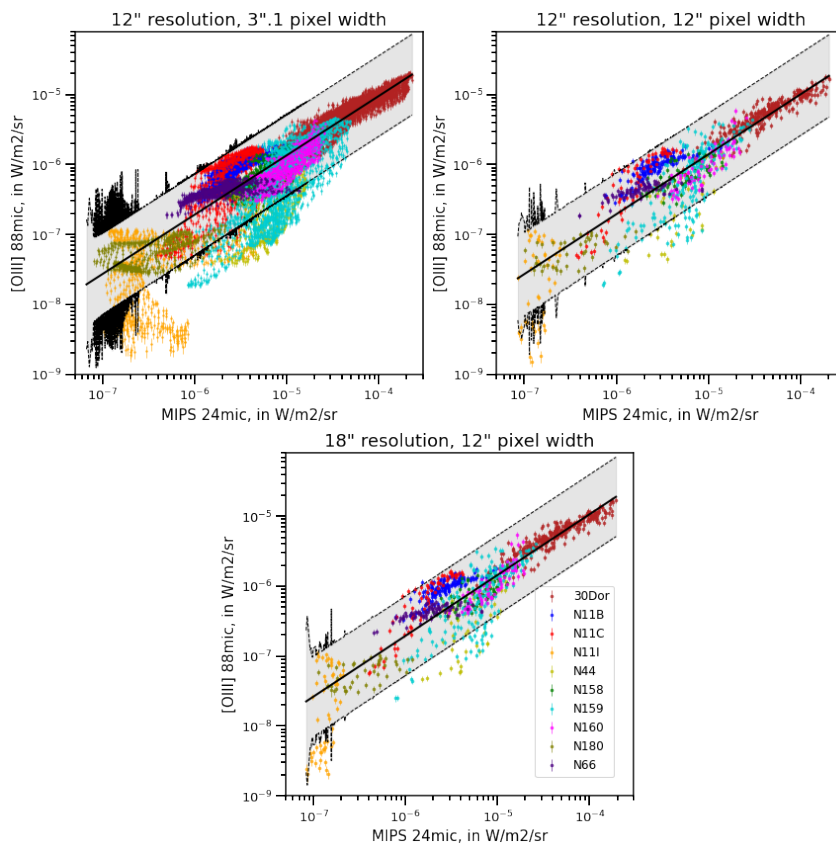 12" resolution, 3".1 pixel width
[OIII] 88mic, in W/m2/sr
10⁻⁵
10⁻⁶
10⁻⁷
10⁻⁸
10⁻⁹
10⁻⁷ 10⁻⁶ 10⁻⁵ 10⁻⁴
MIPS 24mic, in W/m2/sr
12" resolution, 12" pixel width
[OIII] 88mic, in W/m2/sr
10⁻⁵
10⁻⁶
10⁻⁷
10⁻⁸
10⁻⁹
10⁻⁷ 10⁻⁶ 10⁻⁵ 10⁻⁴
MIPS 24mic, in W/m2/sr
18" resolution, 12" pixel width
[OIII] 88mic, in W/m2/sr
10⁻⁵
10⁻⁶
10⁻⁷
10⁻⁸
10⁻⁹
30Dor
N11B
N11C
N11I
N44
N158
N159
N160
N180
N66
10⁻⁷ 10⁻⁶ 10⁻⁵ 10⁻⁴
MIPS 24mic, in W/m2/sr